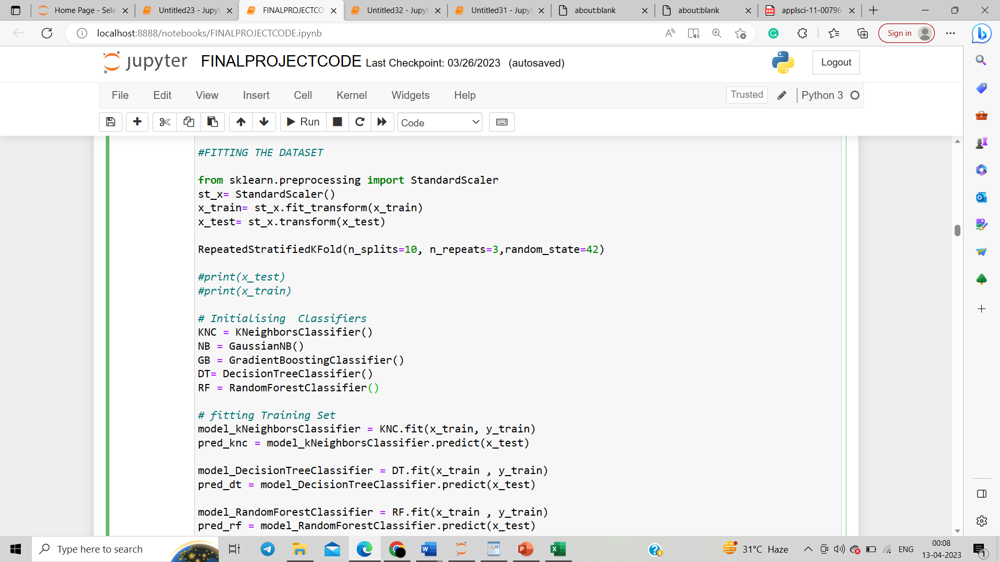 Home Page - Sele
Untitled23 - Jupyt
FINALPROJECTCO
Untitled32 - Jupyt
Untitled31 - Jupyt
about:blank
about:blank
applsci-11-00796
localhost:8888/notebooks/FINALPROJECTCODE.ipynb
Sign in
jupyter FINALPROJECTCODE Last Checkpoint: 03/26/2023 (autosaved)
Logout
File Edit View Insert Cell Kernel Widgets Help
Trusted
Python 3
Run
Code
#FITTING THE DATASET
from sklearn.preprocessing import StandardScaler
st_x= StandardScaler()
x_train= st_x.fit_transform(x_train)
x_test= st_x.transform(x_test)
RepeatedStratifiedKFold(n_splits=10, n_repeats=3,random_state=42)
#print(x_test)
#print(x_train)
# Initialising  Classifiers
KNC = KNeighborsClassifier()
NB = GaussianNB()
GB = GradientBoostingClassifier()
DT= DecisionTreeClassifier()
RF = RandomForestClassifier()
# fitting Training Set
model_kNeighborsClassifier = KNC.fit(x_train, y_train)
pred_knc = model_kNeighborsClassifier.predict(x_test)
model_DecisionTreeClassifier = DT.fit(x_train , y_train)
pred_dt = model_DecisionTreeClassifier.predict(x_test)
model_RandomForestClassifier = RF.fit(x_train , y_train)
pred_rf = model_RandomForestClassifier.predict(x_test)
Type here to search
31°C Haze
ENG
00:08
13-04-2023
1